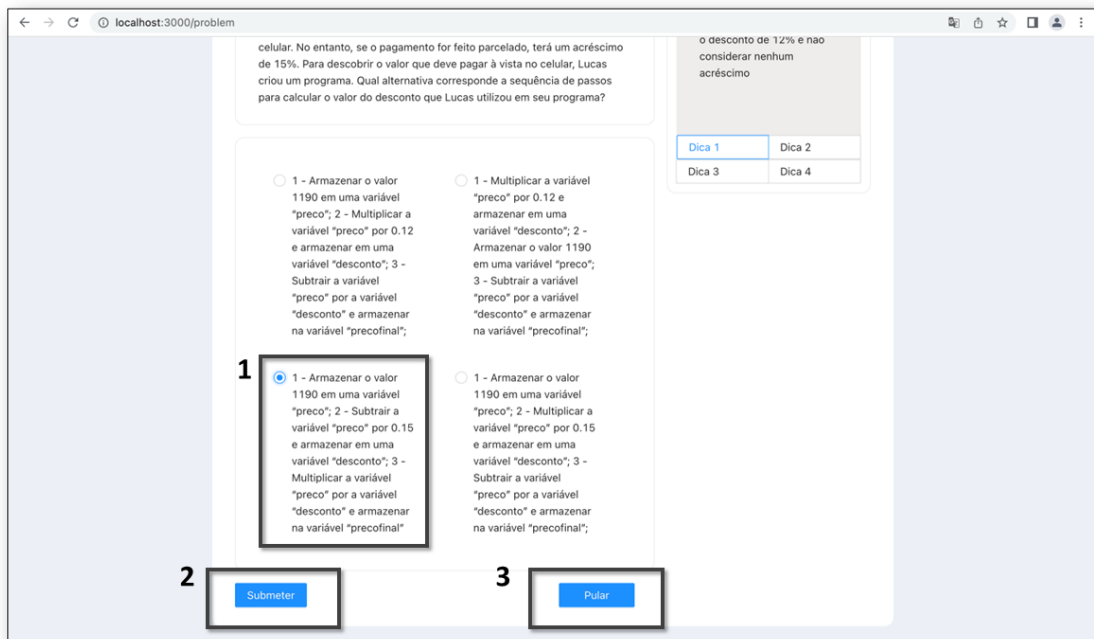 localhost:3000/problem
celular. No entanto, se o pagamento for feito parcelado, terá um acréscimo
de 15%. Para descobrir o valor que deve pagar à vista no celular, Lucas
criou um programa. Qual alternativa corresponde a sequência de passos
para calcular o valor do desconto que Lucas utilizou em seu programa?
o desconto de 12% e não
considerar nenhum
acréscimo
Dica 1
Dica 2
Dica 3
Dica 4
1 - Armazenar o valor
1190 em uma variável
"preco"; 2 - Multiplicar a
variável "preco" por 0.12
e armazenar em uma
variável "desconto"; 3 -
Subtrair a variável
"preco" por a variável
"desconto" e armazenar
na variável "precofinal";
1 - Multiplicar a variável
"preco" por 0.12 e
armazenar em uma
variável "desconto"; 2 -
Armazenar o valor 1190
em uma variável "preco";
3 - Subtrair a variável
"preco" por a variável
"desconto" e armazenar
na variável "precofinal";
1
1 - Armazenar o valor
1190 em uma variável
"preco"; 2 - Subtrair a
variável "preco" por 0.15
e armazenar em uma
variável "desconto"; 3 -
Multiplicar a variável
"preco" por a variável
"desconto" e armazenar
na variável "precofinal"
1 - Armazenar o valor
1190 em uma variável
"preco"; 2 - Multiplicar a
variável "preco" por 0.15
e armazenar em uma
variável "desconto"; 3 -
Subtrair a variável
"preco" por a variável
"desconto" e armazenar
na variável "precofinal";
2
Submeter
3
Pular